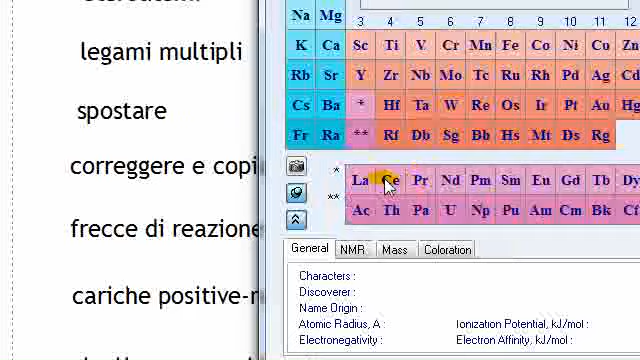 legami multipli
spostare
correggere e copi
frecce di reazione
cariche positive-n
Na Mg 3 4 5 6 7 8 9 10 11 12
K Ca Sc Ti V Cr Mn Fe Co Ni Cu Zn
Rb Sr Y Zr Nb Mo Tc Ru Rh Pd Ag Cd
Cs Ba * Hf Ta W Re Os Ir Pt Au Hg
Fr Ra ** Rf Db Sg Bh Hs Mt Ds Rg
* La Ce Pr Nd Pm Sm Eu Gd Tb Dy
** Ac Th Pa U Np Pu Am Cm Bk Cf
General NMR Mass Coloration
Characters :
Discoverer :
Name Origin :
Atomic Radius, A : Ionization Potential, kJ/mol :
Electronegativity : Electron Affinity, kJ/mol :